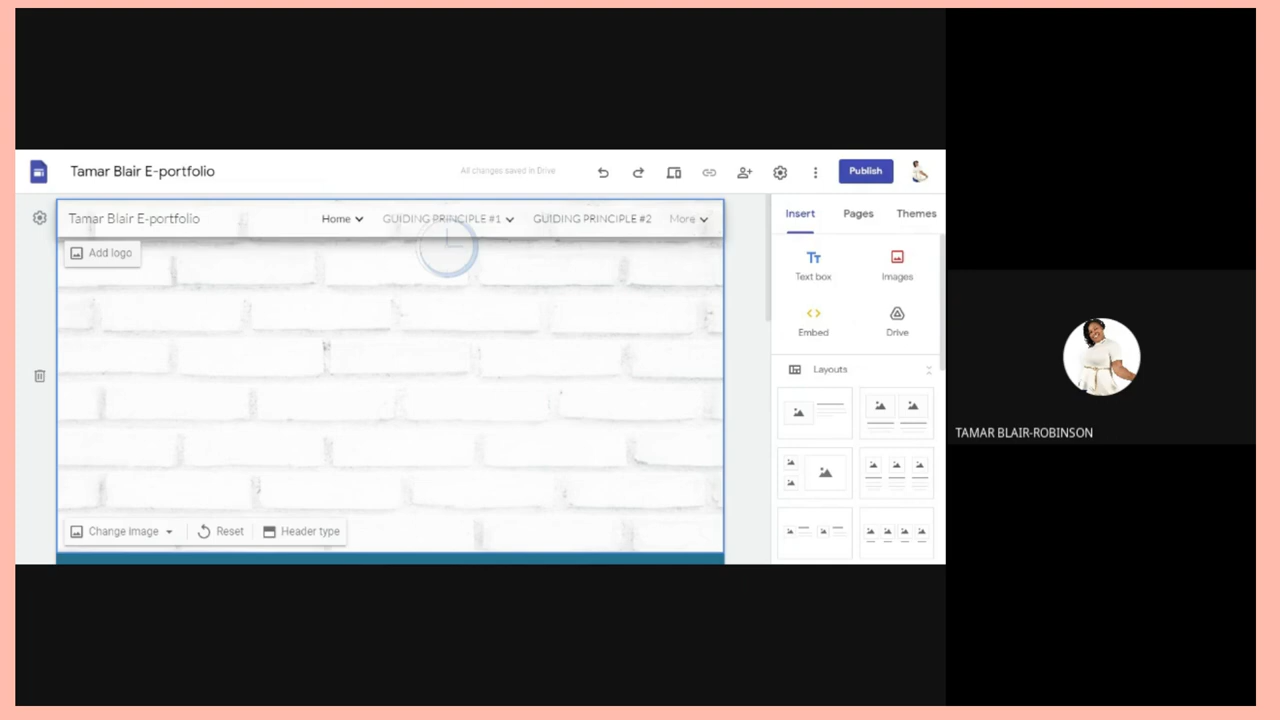 Tamar Blair E-portfolio
All changes saved in Drive
Publish
Tamar Blair E-portfolio
Home
GUIDING PRINCIPLE #1
GUIDING PRINCIPLE #2
More
Add logo
Change image
Reset
Header type
Insert
Pages
Themes
Tт
Text box
Images
Embed
Drive
Layouts
TAMAR BLAIR-ROBINSON